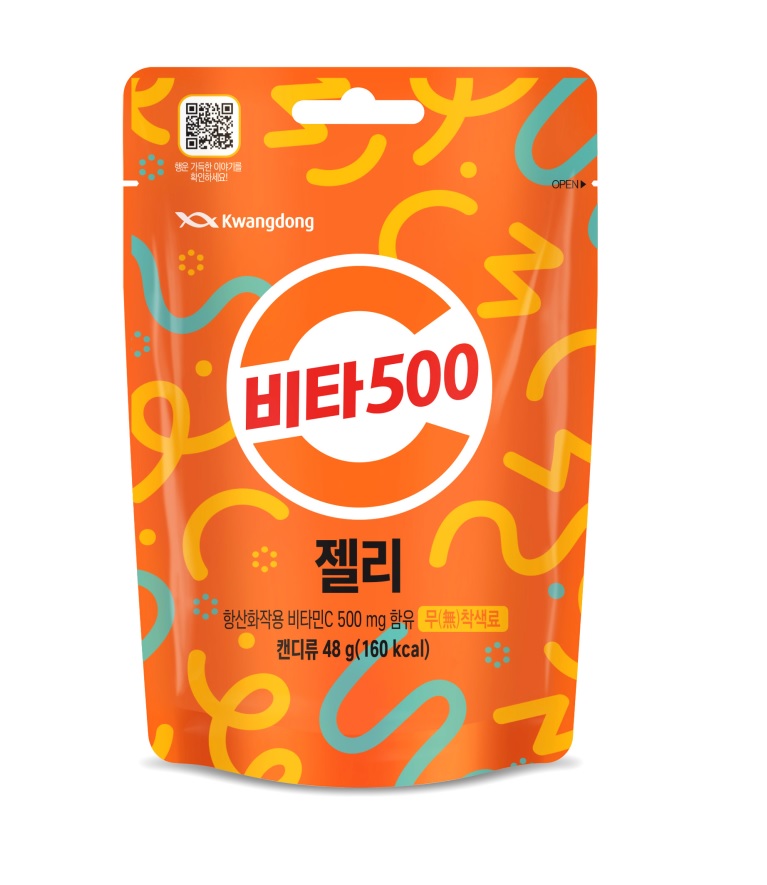 행운 가득한 이야기를
확인하세요!
OPEN▶
Kwangdong
비타500
젤리
항산화작용 비타민C 500 mg 함유 무(無)착색료
캔디류 48 g(160 kcal)